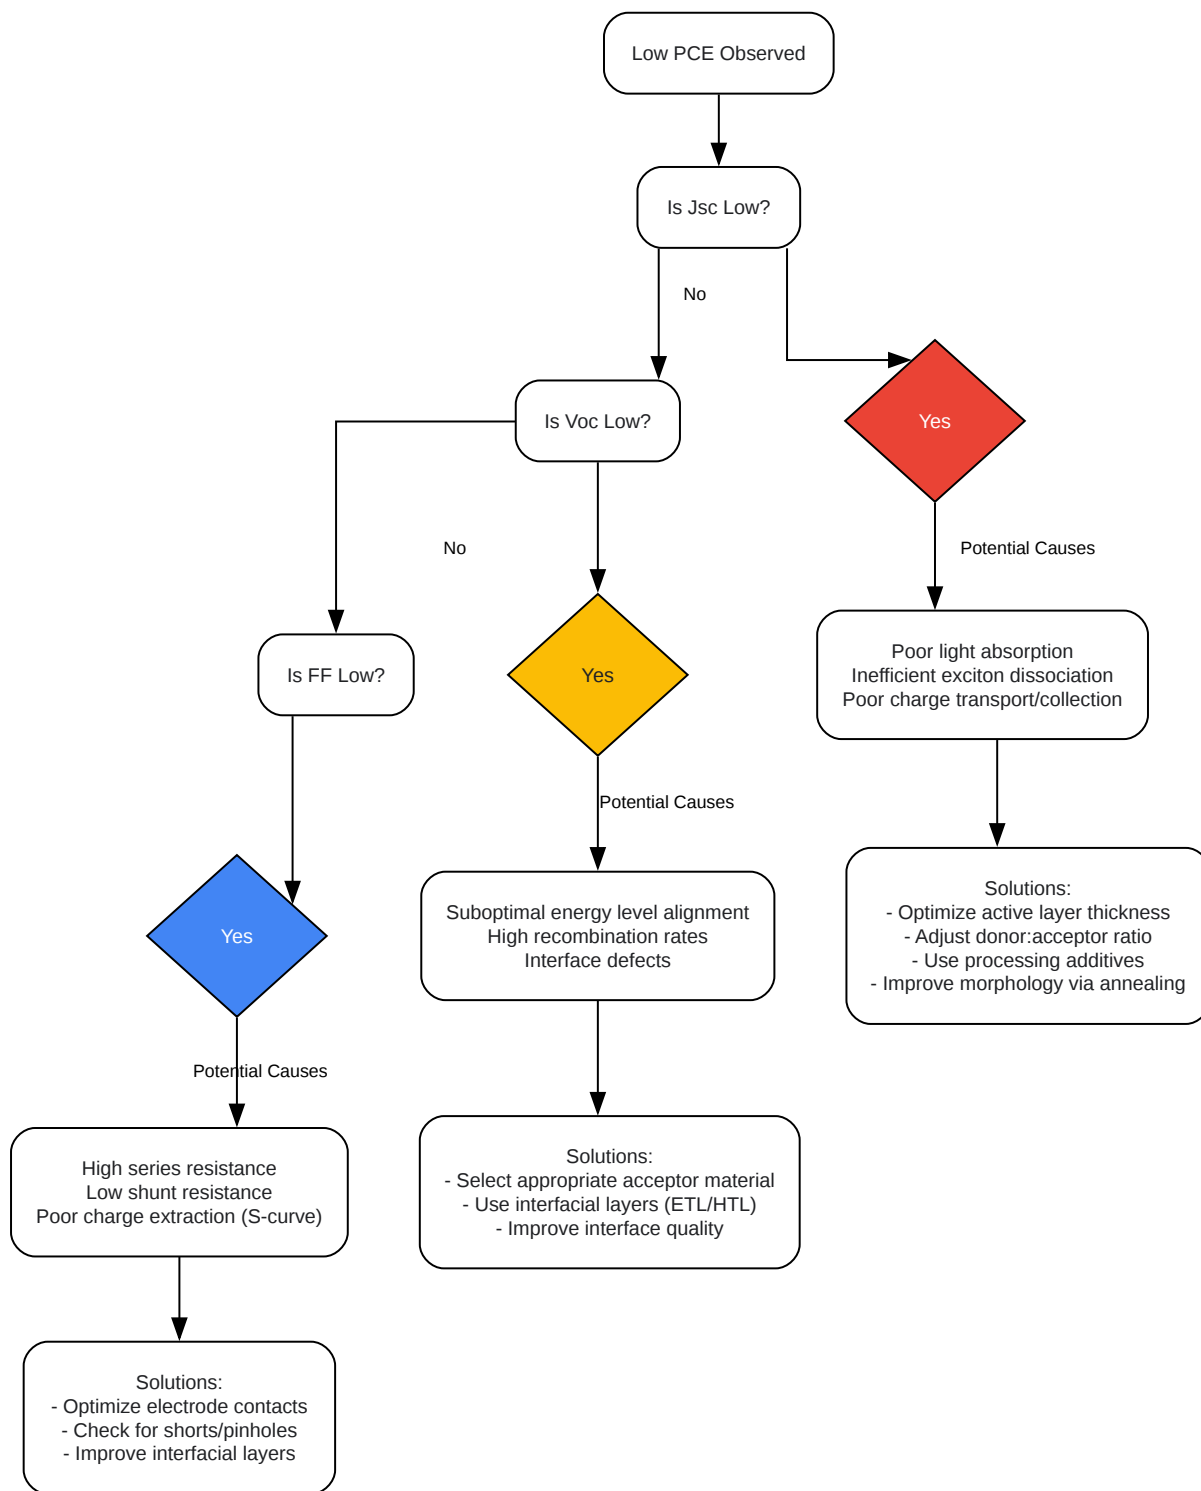 Low PCE Observed
Is Jsc Low?
No
Is Voc Low?
Yes
No
Potential Causes
Is FF Low?
Yes
Poor light absorption
Inefficient exciton dissociation
Poor charge transport/collection
Potential Causes
Yes
Suboptimal energy level alignment
High recombination rates
Interface defects
Solutions:
- Optimize active layer thickness
- Adjust donor:acceptor ratio
- Use processing additives
- Improve morphology via annealing
Potential Causes
High series resistance
Low shunt resistance
Poor charge extraction (S-curve)
Solutions:
- Select appropriate acceptor material
- Use interfacial layers (ETL/HTL)
- Improve interface quality
Solutions:
- Optimize electrode contacts
- Check for shorts/pinholes
- Improve interfacial layers